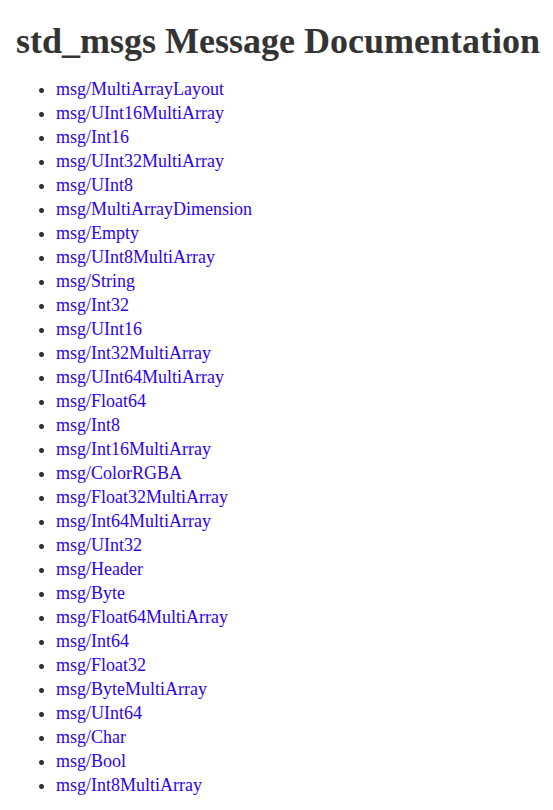 std_msgs Message Documentation
msg/MultiArrayLayout
msg/UInt16MultiArray
msg/Int16
msg/UInt32MultiArray
msg/UInt8
msg/MultiArrayDimension
msg/Empty
msg/UInt8MultiArray
msg/String
msg/Int32
msg/UInt16
msg/Int32MultiArray
msg/UInt64MultiArray
msg/Float64
msg/Int8
msg/Int16MultiArray
msg/ColorRGBA
msg/Float32MultiArray
msg/Int64MultiArray
msg/UInt32
msg/Header
msg/Byte
msg/Float64MultiArray
msg/Int64
msg/Float32
msg/ByteMultiArray
msg/UInt64
msg/Char
msg/Bool
msg/Int8MultiArray